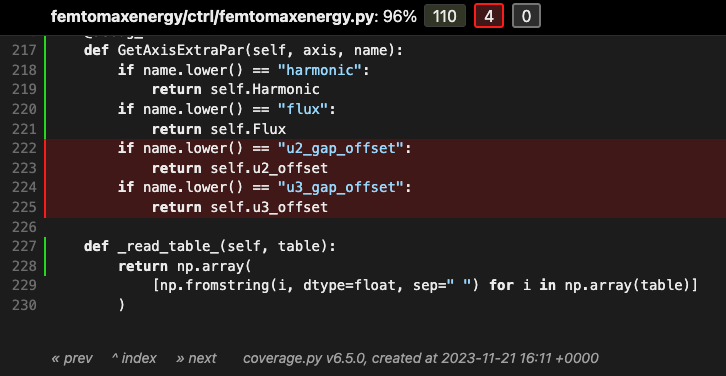 femtomaxenergy/ctrl/femtomaxenergy.py: 96% 110 4 0
217 def GetAxisExtraPar(self, axis, name):
218 if name.lower() == "harmonic":
219 return self.Harmonic
220 if name.lower() == "flux":
221 return self.Flux
222 if name.lower() == "u2_gap_offset":
223 return self.u2_offset
224 if name.lower() == "u3_gap_offset":
225 return self.u3_offset
226
227 def _read_table_(self, table):
228 return np.array(
229 [np.fromstring(i, dtype=float, sep=" ") for i in np.array(table)]
230 )
« prev ^ index » next coverage.py v6.5.0, created at 2023-11-21 16:11 +0000